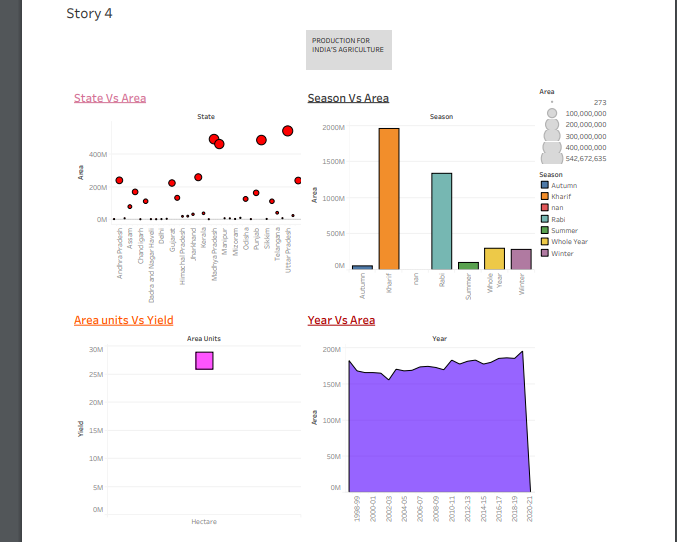 Story 4
PRODUCTION FOR
INDIA'S AGRICULTURE
State Vs Area
State
Area
400M
200M
0M
Andhra Pradesh
Assam
Chandigarh
Dadra and Nagar Haveli
Delhi
Gujarat
Himachal Pradesh
Jharkhand
Kerala
Madhya Pradesh
Manipur
Mizoram
Odisha
Punjab
Sikkim
Telangana
Uttar Pradesh
Season Vs Area
Season
Area
2000M
1500M
1000M
500M
0M
Autumn
Kharif
nan
Rabi
Summer
Whole
Year
Winter
Area
273
100,000,000
200,000,000
300,000,000
400,000,000
542,672,635
Season
Autumn
Kharif
nan
Rabi
Summer
Whole Year
Winter
Area units Vs Yield
Area Units
Yield
30M
25M
20M
15M
10M
5M
0M
Hectare
Year Vs Area
Year
Area
200M
150M
100M
50M
0M
1998-99
2000-01
2002-03
2004-05
2006-07
2008-09
2010-11
2012-13
2014-15
2016-17
2018-19
2020-21